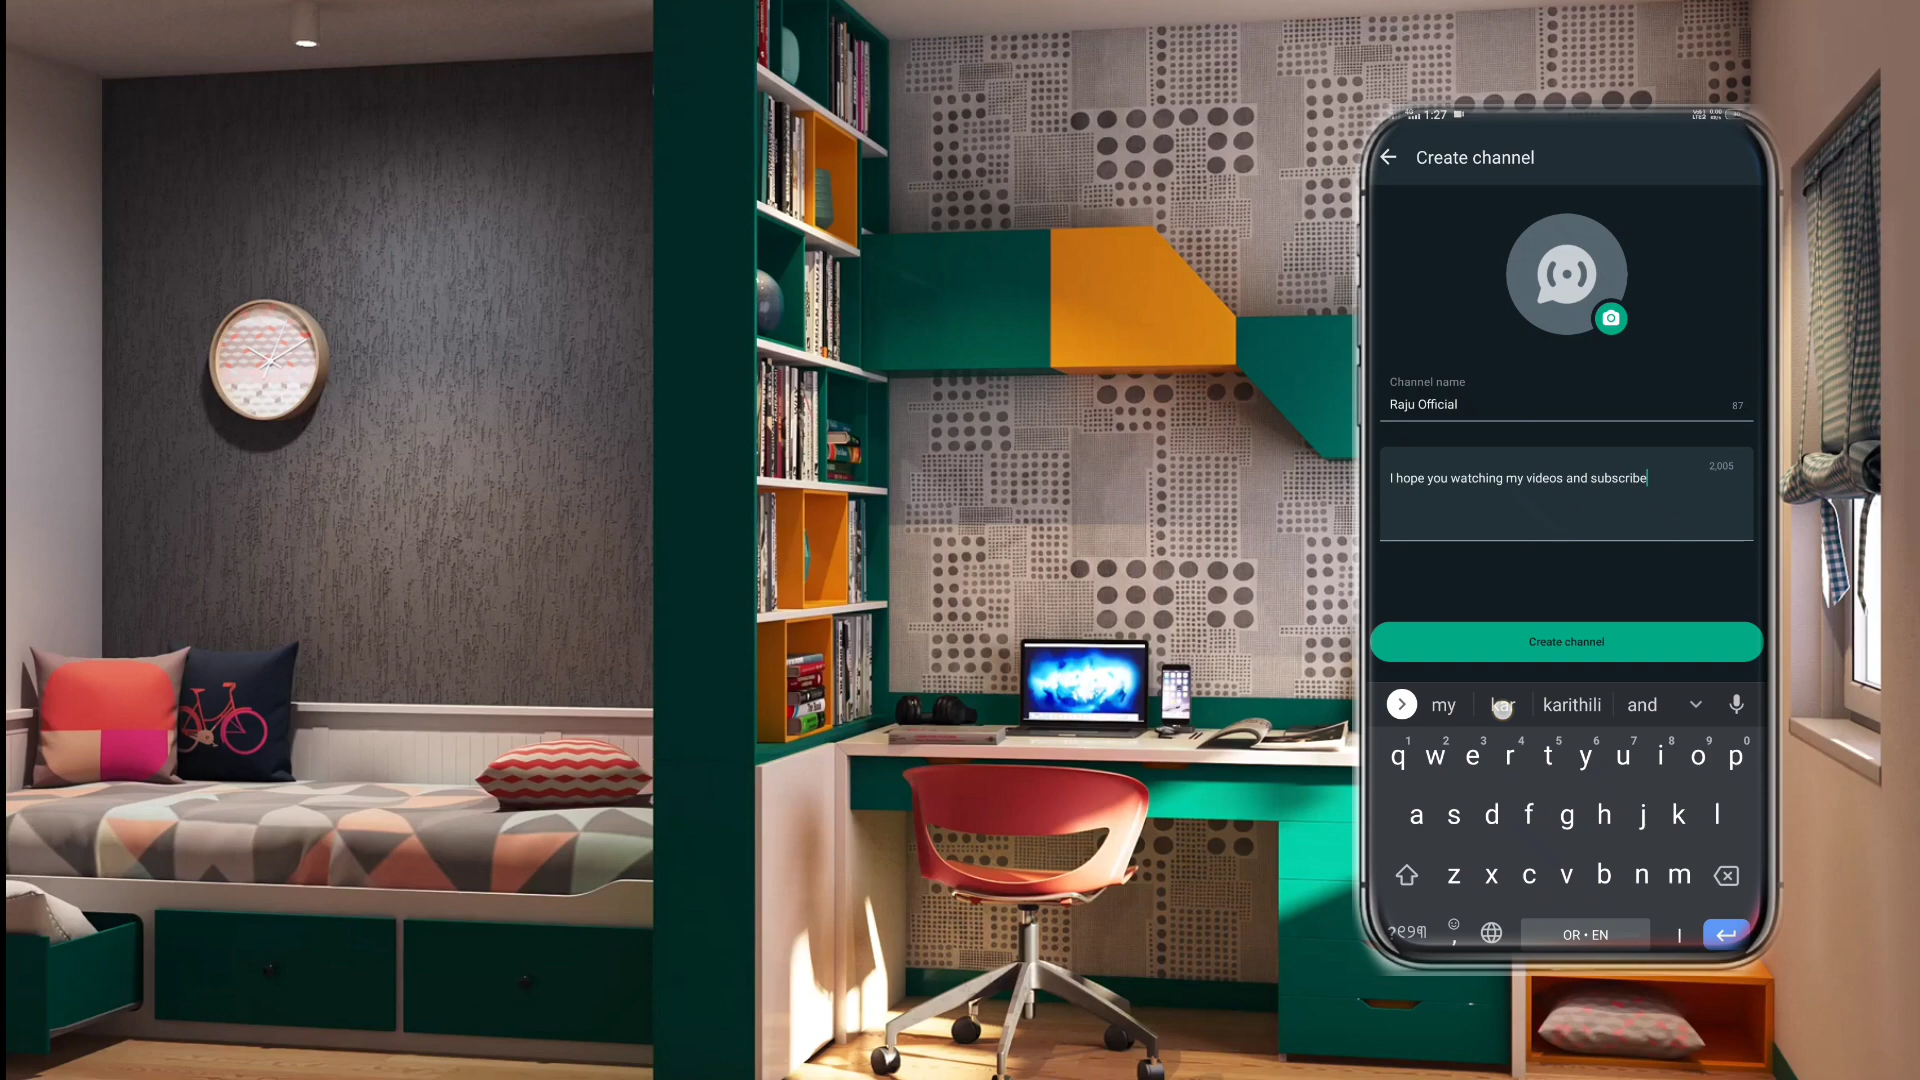 1:27
Create channel
Channel name
Raju Official
87
2,005
I hope you watching my videos and subscribe
Create channel
my kar karithili and
1 2 3 4 5 6 7 8 9 0
q w e r t y u i o p
a s d f g h j k l
z x c v b n m
, OR • EN ।